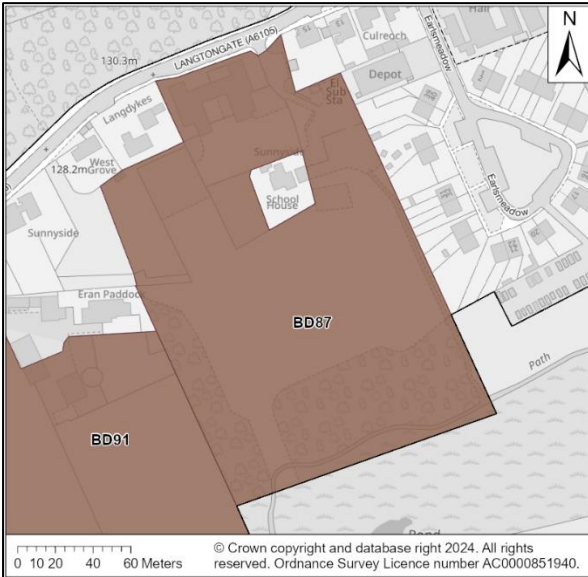 Hall
N
Culreoch
LANGTONGATE (A6105)
130.3m
Earlsmeadow
Depot
El
Sub
Sta
Langdykes
West
Grove
128.2m
Sunnyside
School
House
Earlsmeadow
Sunnyside
Eran Paddock
BD87
Path
BD91
Pond
0 10 20 40 60 Meters
© Crown copyright and database right 2024. All rights
reserved. Ordnance Survey Licence number AC0000851940.